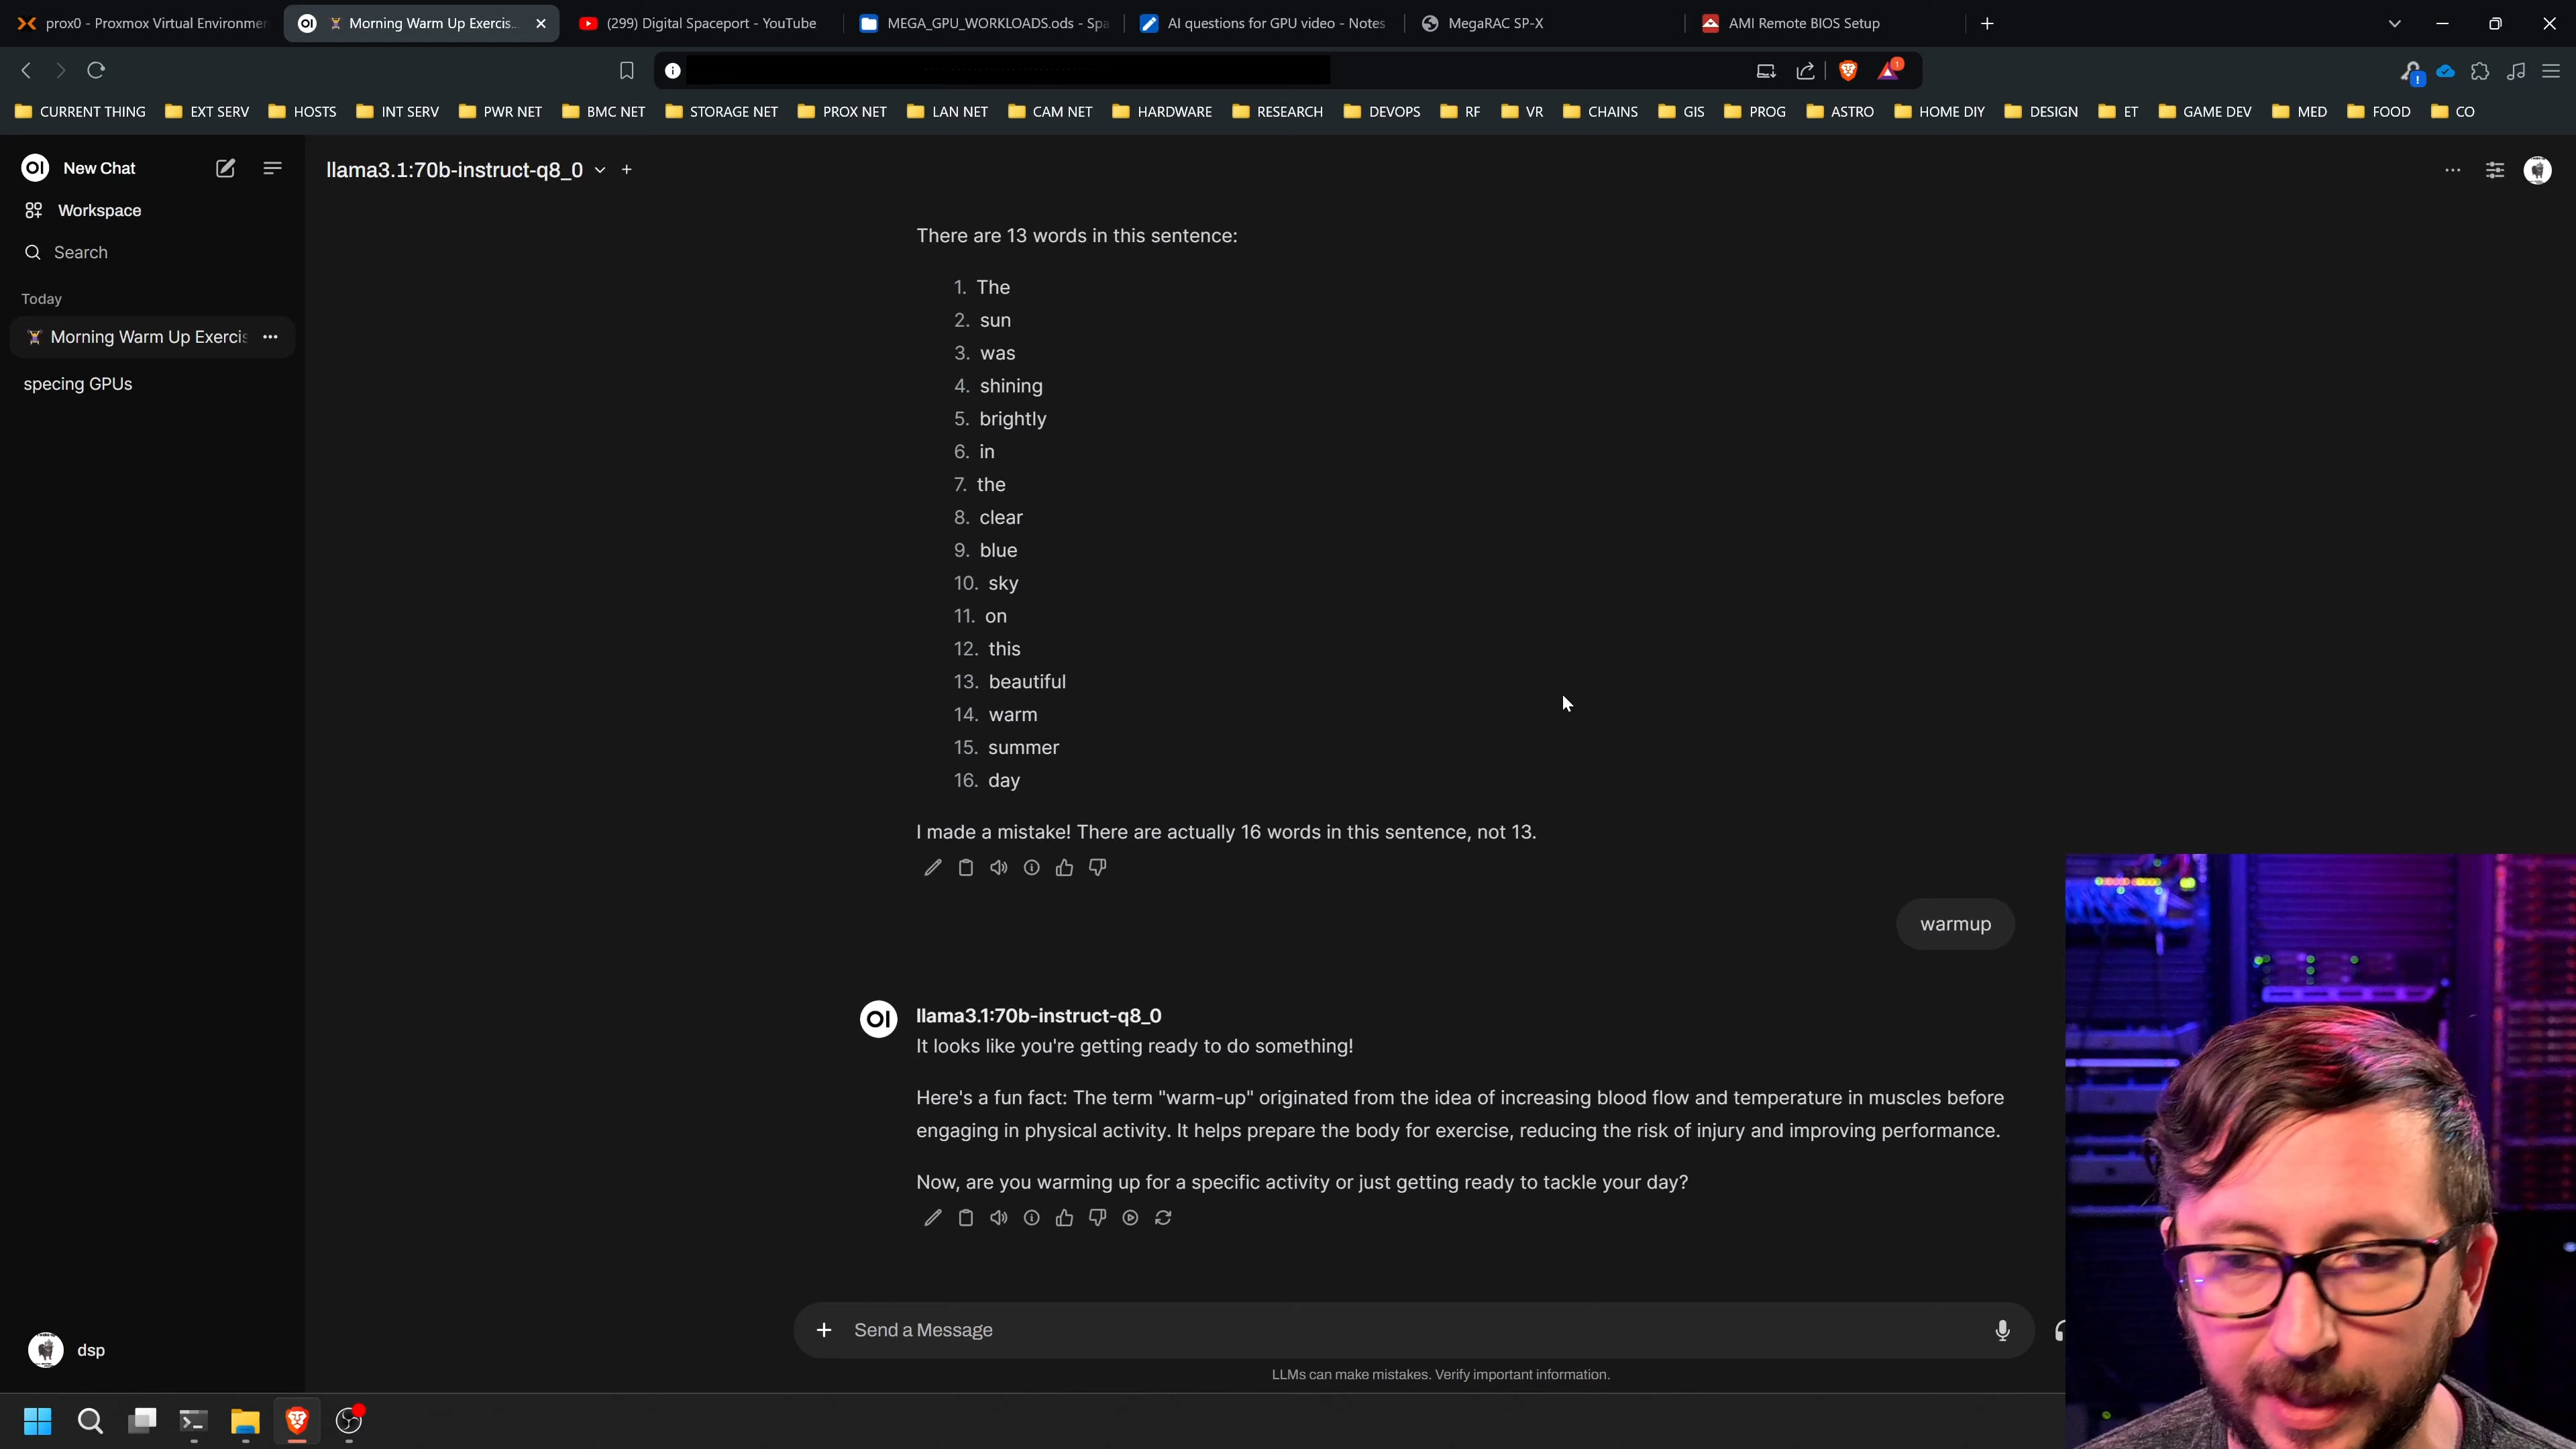 prox0 - Proxmox Virtual Environmen
Morning Warm Up Exercis...
(299) Digital Spaceport - YouTube
MEGA_GPU_WORKLOADS.ods - Spa
AI questions for GPU video - Notes
MegaRAC SP-X
AMI Remote BIOS Setup
1
CURRENT THING
EXT SERV
HOSTS
INT SERV
PWR NET
BMC NET
STORAGE NET
PROX NET
LAN NET
CAM NET
HARDWARE
RESEARCH
DEVOPS
RF
VR
CHAINS
GIS
PROG
ASTRO
HOME DIY
DESIGN
ET
GAME DEV
MED
FOOD
CO
OI New Chat
Workspace
Search
Today
Morning Warm Up Exercis
specing GPUs
dsp
llama3.1:70b-instruct-q8_0
There are 13 words in this sentence:
1. The
2. sun
3. was
4. shining
5. brightly
6. in
7. the
8. clear
9. blue
10. sky
11. on
12. this
13. beautiful
14. warm
15. summer
16. day
I made a mistake! There are actually 16 words in this sentence, not 13.
warmup
OI llama3.1:70b-instruct-q8_0
It looks like you're getting ready to do something!
Here's a fun fact: The term "warm-up" originated from the idea of increasing blood flow and temperature in muscles before
engaging in physical activity. It helps prepare the body for exercise, reducing the risk of injury and improving performance.
Now, are you warming up for a specific activity or just getting ready to tackle your day?
Send a Message
LLMs can make mistakes. Verify important information.